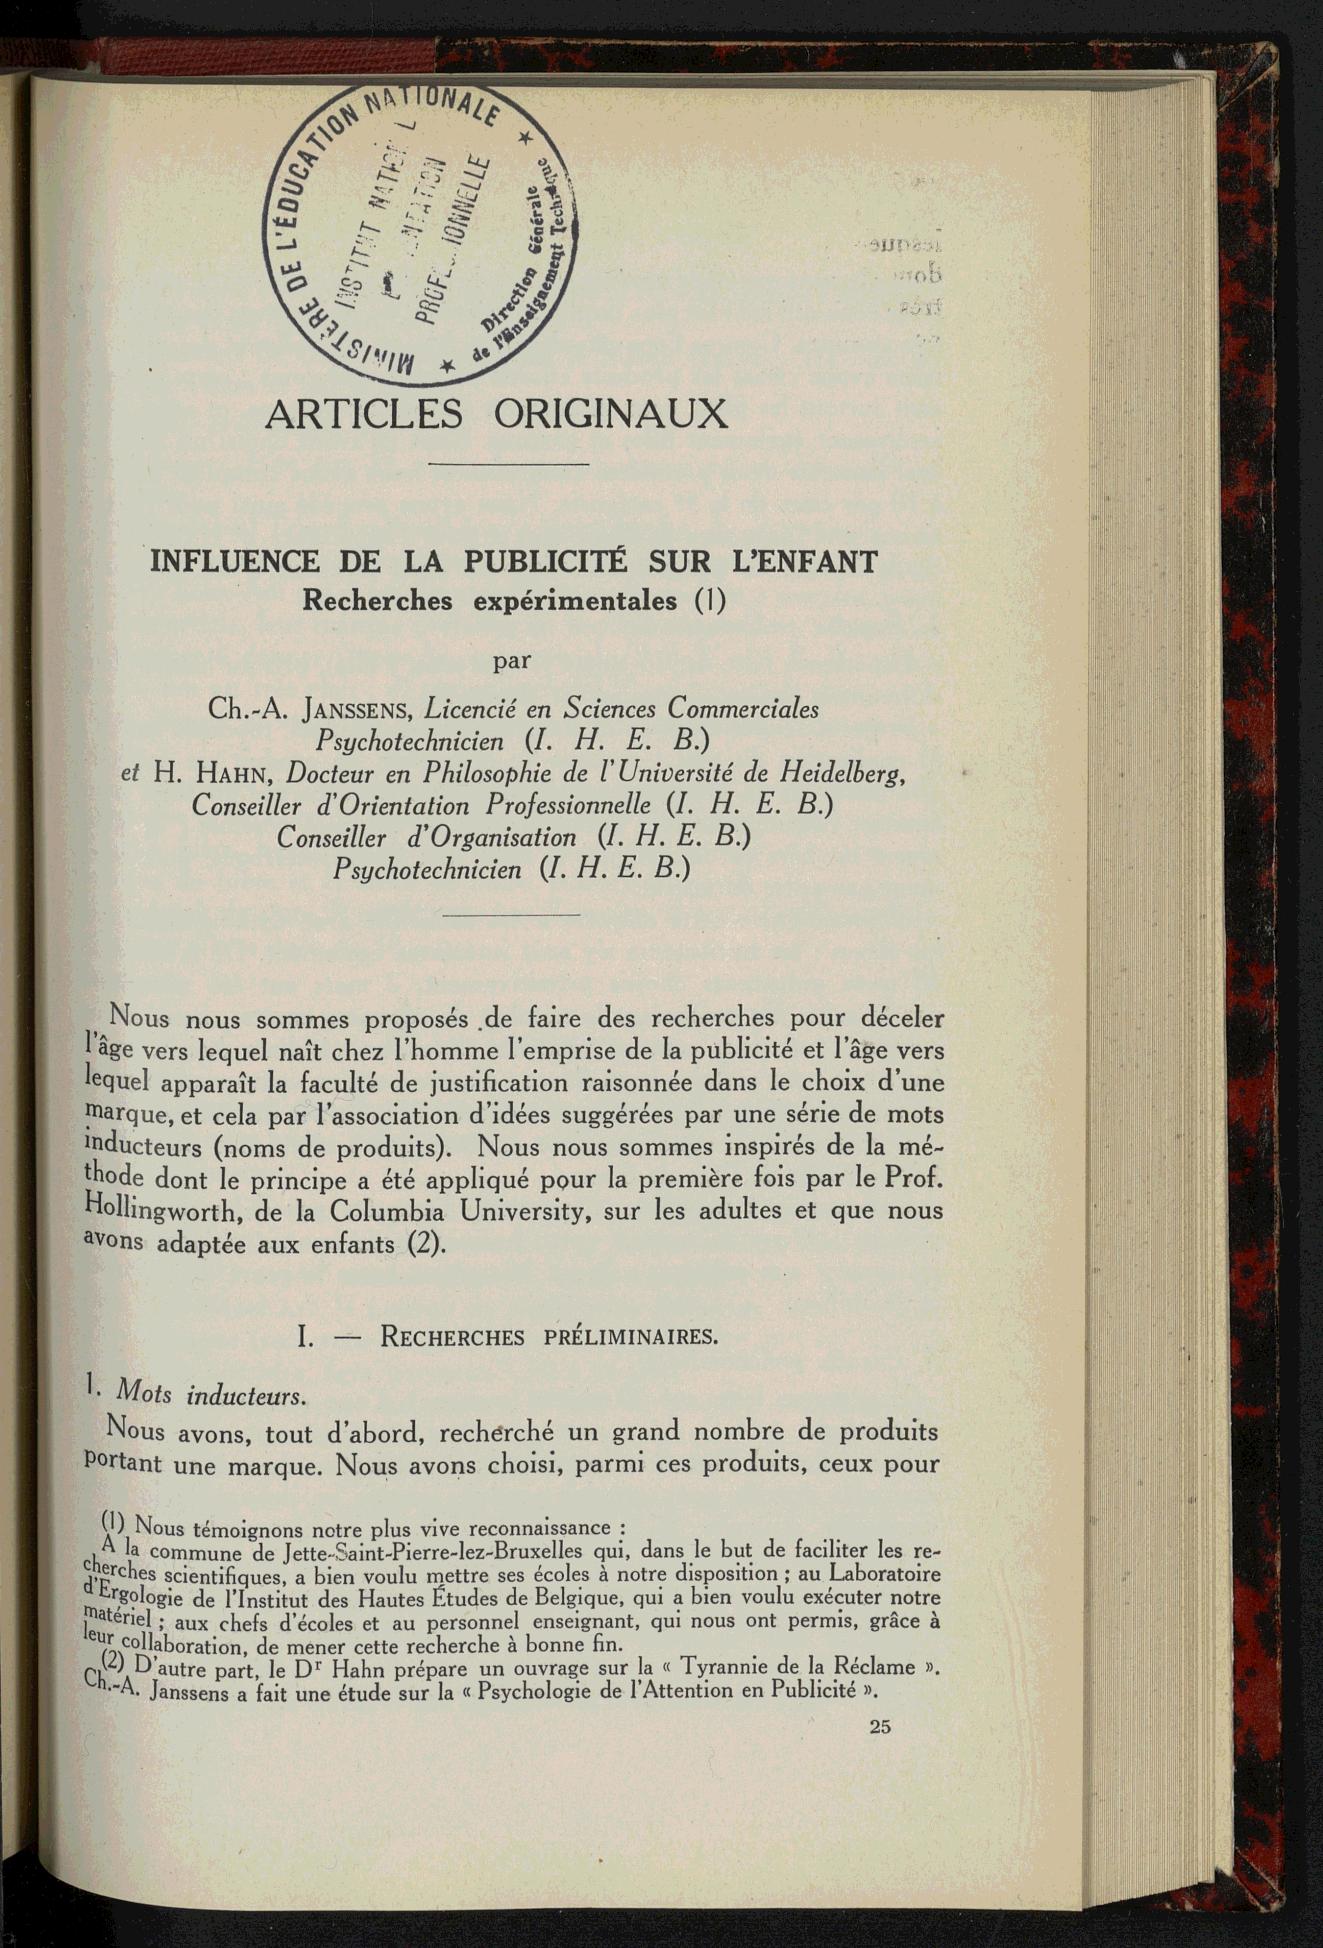 MINISTÈRE DE L'ÉDUCATION NATIONALE
INSTITUT
PROFESSIONNELLE
Direction Générale
de l'Enseignement Technique
ARTICLES ORIGINAUX
INFLUENCE DE LA PUBLICITÉ SUR L'ENFANT
Recherches expérimentales (1)
par
Ch.-A. JANSSENS, Licencié en Sciences Commerciales
Psychotechnicien (I. H. E. B.)
et H. HAHN, Docteur en Philosophie de l'Université de Heidelberg,
Conseiller d'Orientation Professionnelle (I. H. E. B.)
Conseiller d'Organisation (I. H. E. B.)
Psychotechnicien (I. H. E. B.)
Nous nous sommes proposés de faire des recherches pour déceler
l'âge vers lequel naît chez l'homme l'emprise de la publicité et l'âge vers
lequel apparaît la faculté de justification raisonnée dans le choix d'une
marque, et cela par l'association d'idées suggérées par une série de mots
inducteurs (noms de produits). Nous nous sommes inspirés de la mé-
thode dont le principe a été appliqué pour la première fois par le Prof.
Hollingworth, de la Columbia University, sur les adultes et que nous
avons adaptée aux enfants (2).
I. — RECHERCHES PRÉLIMINAIRES.
1. Mots inducteurs.
Nous avons, tout d'abord, recherché un grand nombre de produits
portant une marque. Nous avons choisi, parmi ces produits, ceux pour
(1) Nous témoignons notre plus vive reconnaissance :
A la commune de Jette-Saint-Pierre-lez-Bruxelles qui, dans le but de faciliter les re-
cherches scientifiques, a bien voulu mettre ses écoles à notre disposition ; au Laboratoire
d'Ergologie de l'Institut des Hautes Études de Belgique, qui a bien voulu exécuter notre
matériel ; aux chefs d'écoles et au personnel enseignant, qui nous ont permis, grâce à
leur collaboration, de mener cette recherche à bonne fin.
(2) D'autre part, le Dr Hahn prépare un ouvrage sur la « Tyrannie de la Réclame ».
Ch.-A. Janssens a fait une étude sur la « Psychologie de l'Attention en Publicité ».
25